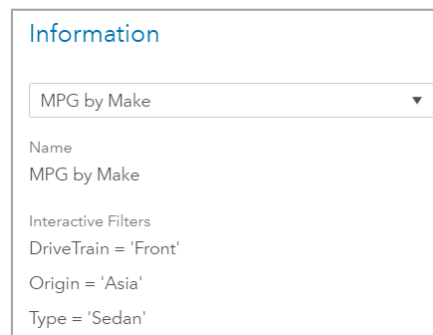 Information
MPG by Make
Name
MPG by Make
Interactive Filters
DriveTrain = 'Front'
Origin = 'Asia'
Type = 'Sedan'